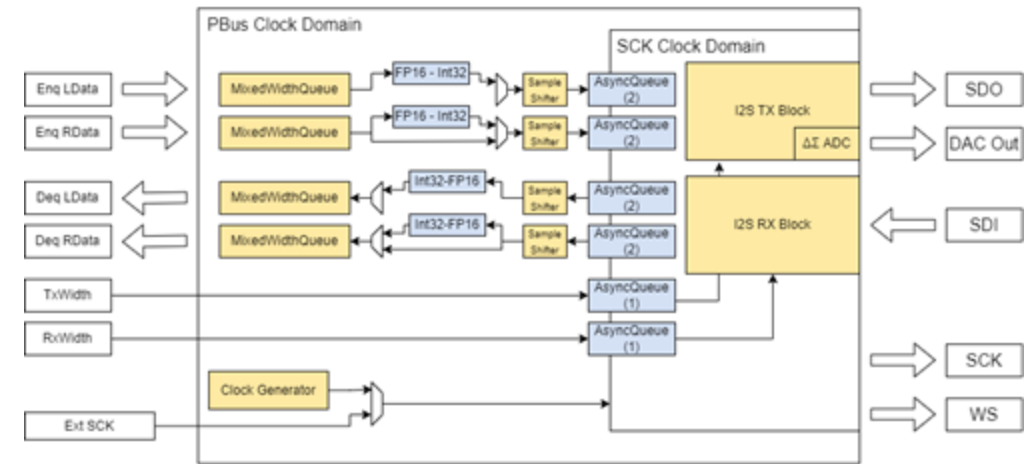 PBus Clock Domain
SCK Clock Domain
Enq LData
MixedWidthQueue
FP16 - Int32
Sample
Shifter
AsyncQueue
(2)
I2S TX Block
SDO
Enq RData
MixedWidthQueue
FP16 - Int32
Sample
Shifter
AsyncQueue
(2)
ΔΣ ADC
DAC Out
Deq LData
MixedWidthQueue
Int32-FP16
Sample
Shifter
AsyncQueue
(2)
I2S RX Block
SDI
Deq RData
MixedWidthQueue
Int32-FP16
Sample
Shifter
AsyncQueue
(2)
TxWidth
AsyncQueue
(1)
RxWidth
AsyncQueue
(1)
SCK
Clock Generator
WS
Ext SCK